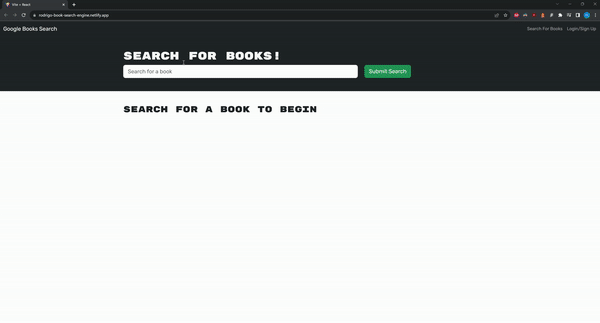 Vite + React
rodrigo-book-search-engine.netlify.app
Google Books Search
Search For Books
Login/Sign Up
SEARCH FOR BOOKS!
Search for a book
Submit Search
SEARCH FOR A BOOK TO BEGIN